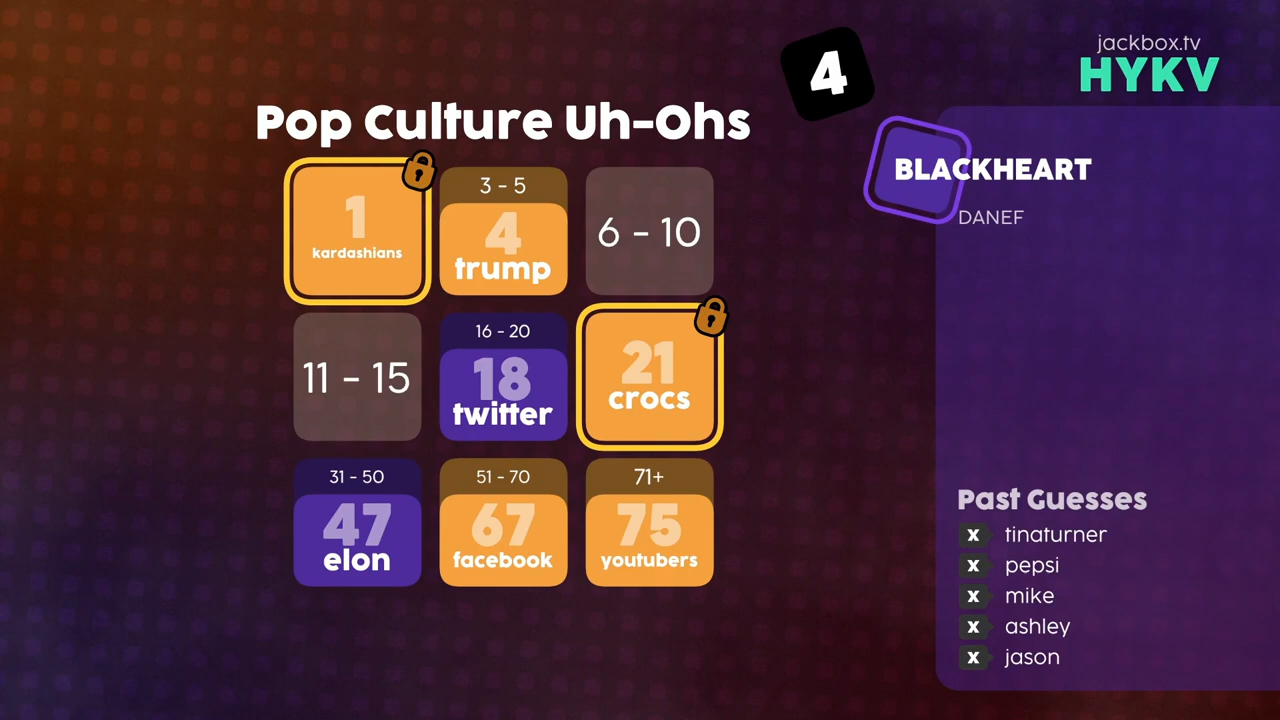 jackbox.tv
HYKV
4
Pop Culture Uh-Ohs
BLACKHEART
DANEF
1
kardashians
3 - 5
4
trump
6 - 10
11 - 15
16 - 20
18
twitter
21
crocs
31 - 50
47
elon
51 - 70
67
facebook
71+
75
youtubers
Past Guesses
x tinaturner
x pepsi
x mike
x ashley
x jason